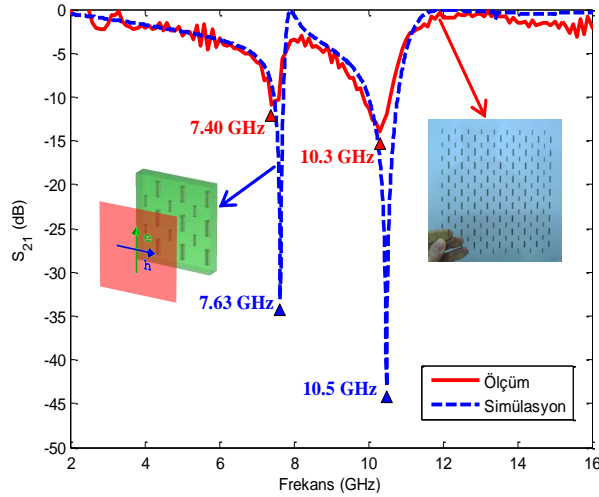 0
-5
-10
-15
-20
-25
-30
-35
-40
-45
-50
S21 (dB)
7.40 GHz
10.3 GHz
e
h
7.63 GHz
10.5 GHz
Ölçüm
Simülasyon
2 4 6 8 10 12 14 16
Frekans (GHz)